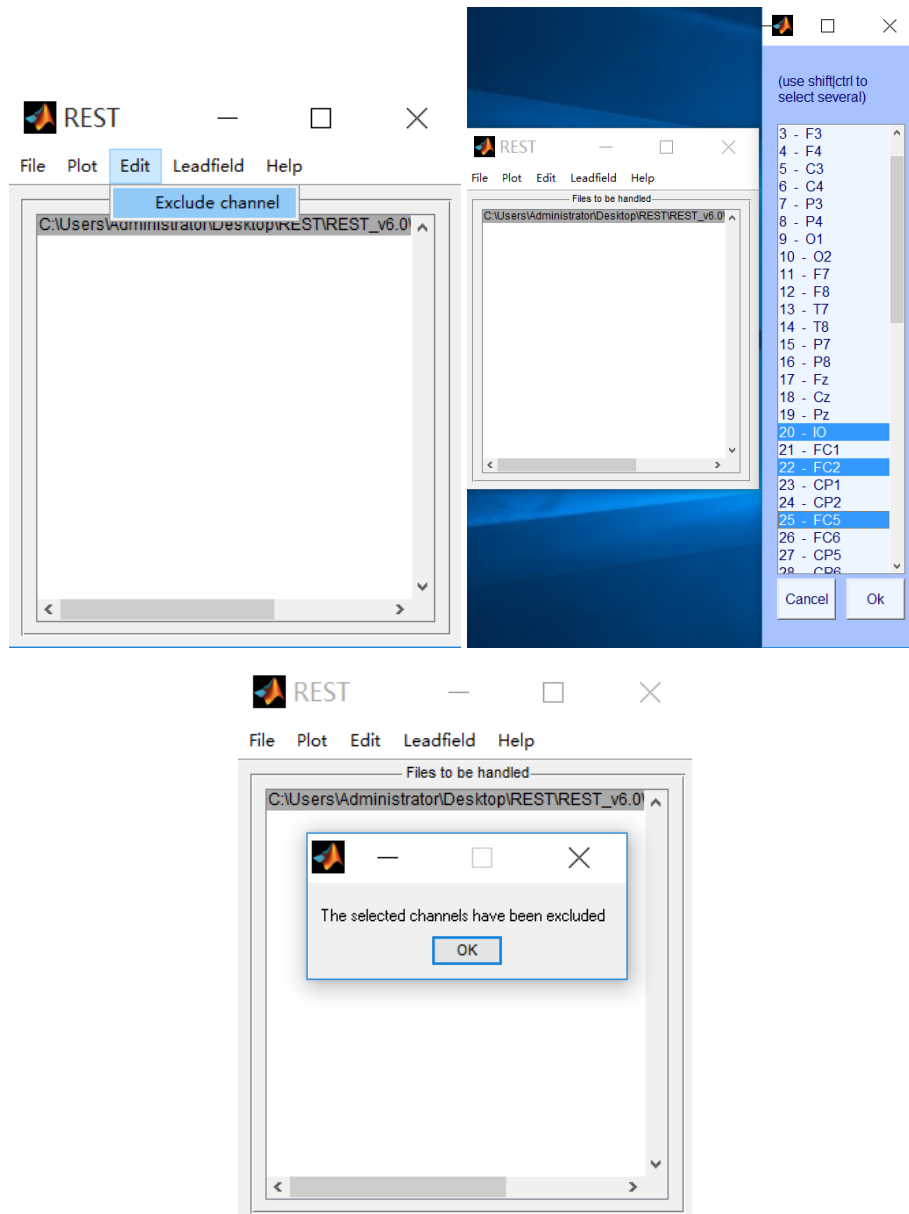 REST
File Plot Edit Leadfield Help
Exclude channel
C:\Users\Administrator\Desktop\REST\REST_v6.0\
REST
File Plot Edit Leadfield Help
Files to be handled
C:\Users\Administrator\Desktop\REST\REST_v6.0\
(use shift|ctrl to
select several)
3 - F3
4 - F4
5 - C3
6 - C4
7 - P3
8 - P4
9 - O1
10 - O2
11 - F7
12 - F8
13 - T7
14 - T8
15 - P7
16 - P8
17 - Fz
18 - Cz
19 - Pz
20 - IO
21 - FC1
22 - FC2
23 - CP1
24 - CP2
25 - FC5
26 - FC6
27 - CP5
28 - CP6
Cancel Ok
REST
File Plot Edit Leadfield Help
Files to be handled
C:\Users\Administrator\Desktop\REST\REST_v6.0\
The selected channels have been excluded
OK